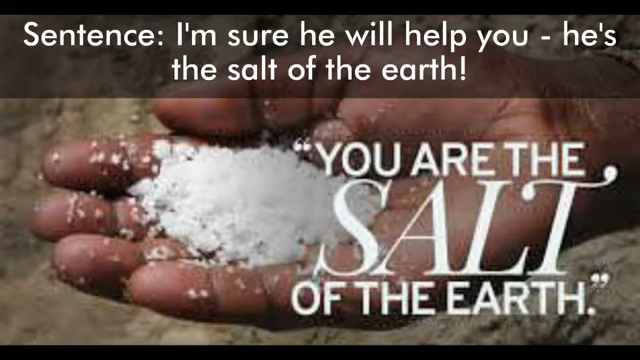 Sentence: I'm sure he will help you - he's
the salt of the earth!
“YOU ARE THE
SALT
OF THE EARTH.”